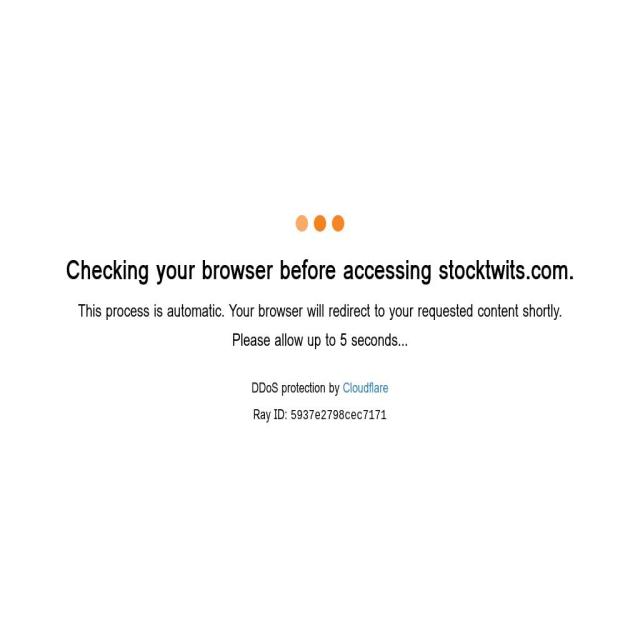 Checking your browser before accessing stocktwits.com.
This process is automatic. Your browser will redirect to your requested content shortly.
Please allow up to 5 seconds...
DDoS protection by Cloudflare
Ray ID: 5937e2798cec7171